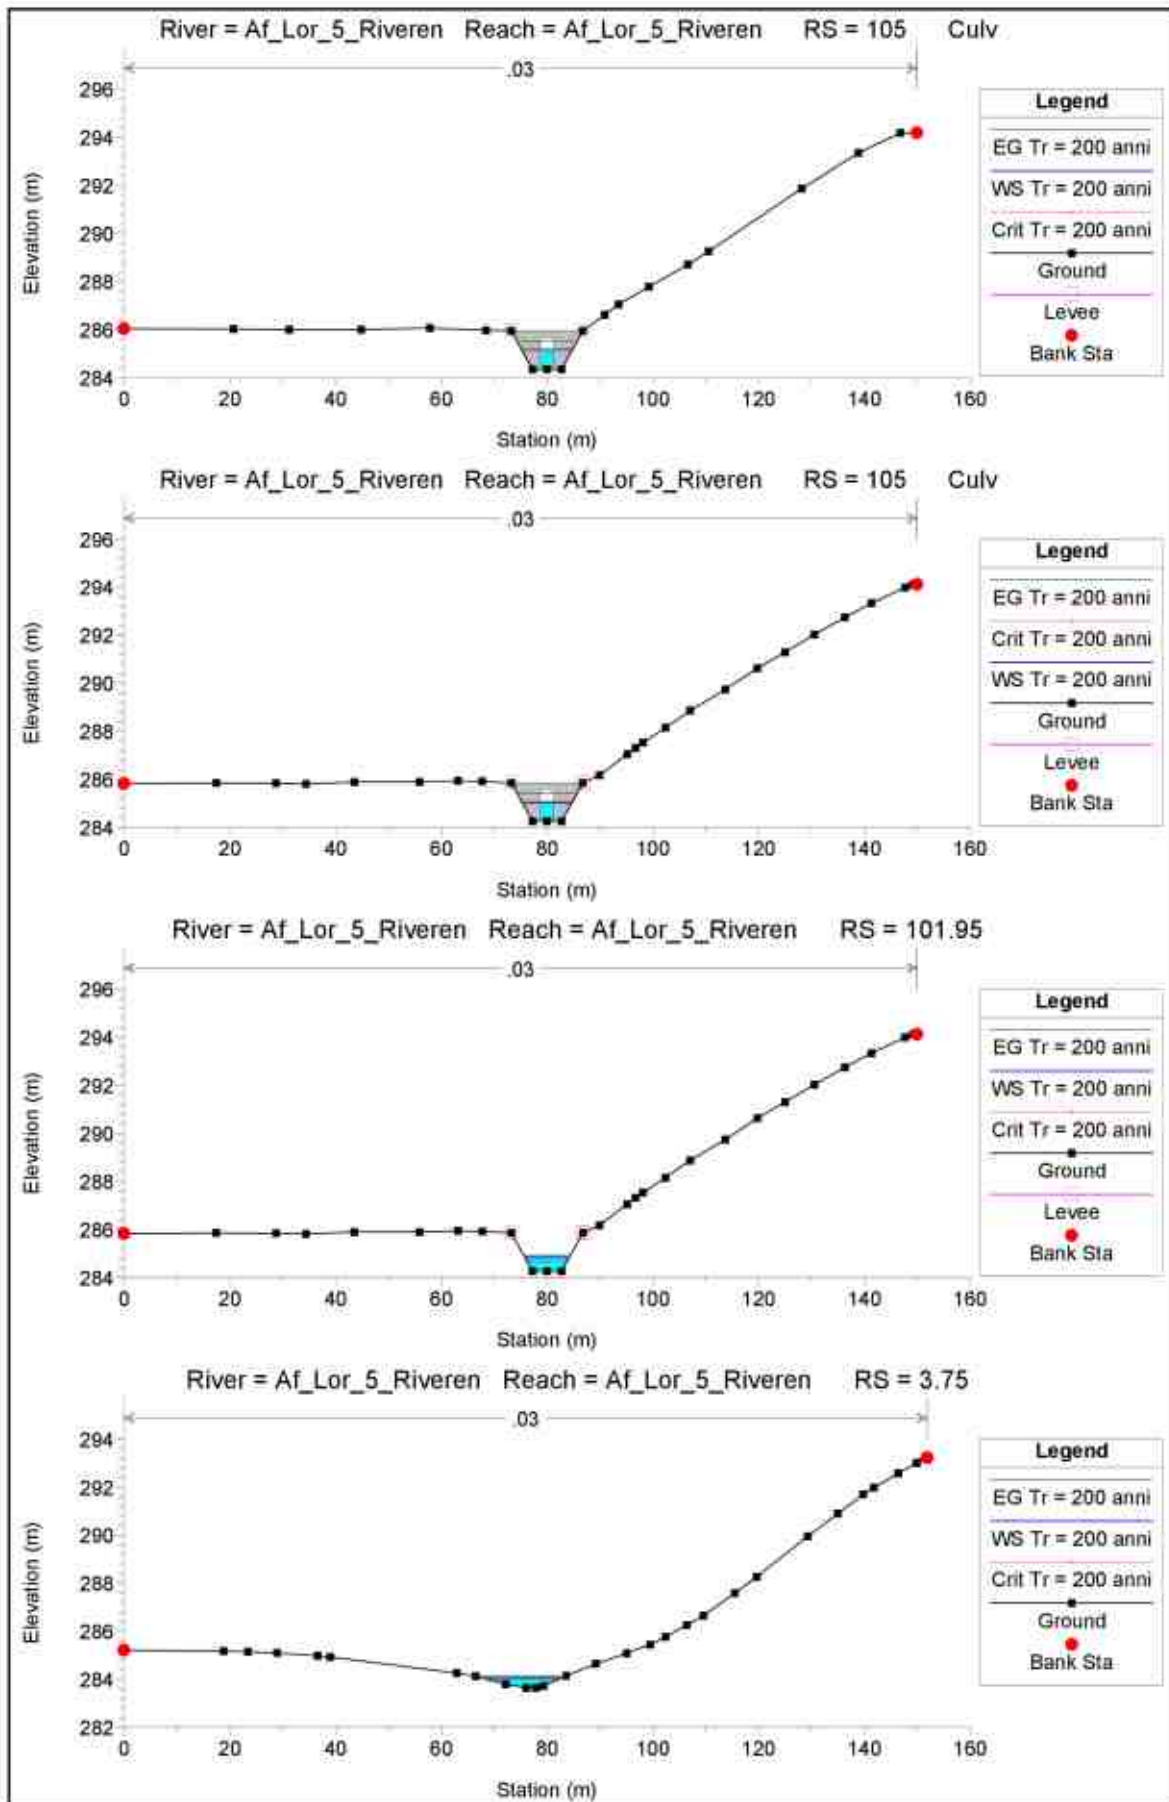 River = Af_Lor_5_Riveren Reach = Af_Lor_5_Riveren RS = 105 Culv
.03
296
294
292
290
288
286
284
Elevation (m)
0 20 40 60 80 100 120 140 160
Station (m)
Legend
EG Tr = 200 anni
WS Tr = 200 anni
Crit Tr = 200 anni
Ground
Levee
Bank Sta
River = Af_Lor_5_Riveren Reach = Af_Lor_5_Riveren RS = 105 Culv
.03
296
294
292
290
288
286
284
Elevation (m)
0 20 40 60 80 100 120 140 160
Station (m)
Legend
EG Tr = 200 anni
Crit Tr = 200 anni
WS Tr = 200 anni
Ground
Levee
Bank Sta
River = Af_Lor_5_Riveren Reach = Af_Lor_5_Riveren RS = 101.95
.03
296
294
292
290
288
286
284
Elevation (m)
0 20 40 60 80 100 120 140 160
Station (m)
Legend
EG Tr = 200 anni
WS Tr = 200 anni
Crit Tr = 200 anni
Ground
Levee
Bank Sta
River = Af_Lor_5_Riveren Reach = Af_Lor_5_Riveren RS = 3.75
.03
294
292
290
288
286
284
282
Elevation (m)
0 20 40 60 80 100 120 140 160
Station (m)
Legend
EG Tr = 200 anni
WS Tr = 200 anni
Crit Tr = 200 anni
Ground
Bank Sta